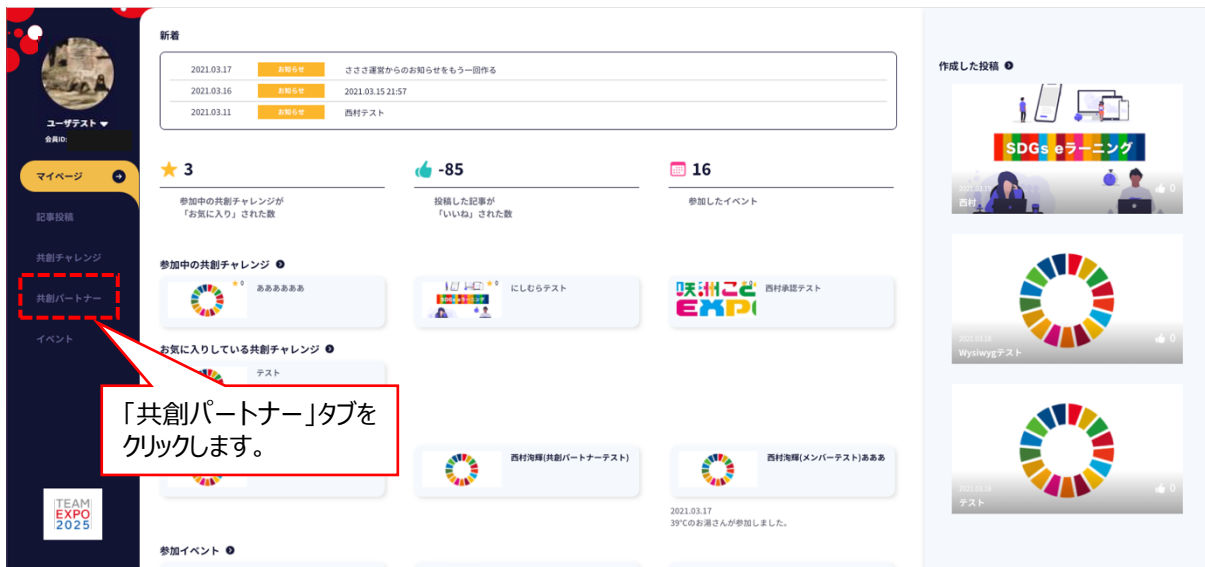 ユーザテスト
会員ID:
マイページ
記事投稿
共創チャレンジ
共創パートナー
イベント
TEAM
EXPO
2025
新着
2021.03.17 お知らせ さささ運営からのお知らせをもう一回作る
2021.03.16 お知らせ 2021.03.15 21:57
2021.03.11 お知らせ 西村テスト
3
参加中の共創チャレンジが
「お気に入り」された数
-85
投稿した記事が
「いいね」された数
16
参加したイベント
参加中の共創チャレンジ
0
ああああああ
0
にしむらテスト
西村承認テスト
お気に入りしている共創チャレンジ
テスト
「共創パートナー」タブを
クリックします。
西村洵輝(共創パートナーテスト)
西村洵輝(メンバーテスト)あああ
2021.03.17
39℃のお湯さんが参加しました。
参加イベント
作成した投稿
SDGs eラーニング
西村
0
2021.03.16
Wysiwygテスト
0
2021.03.16
テスト
0